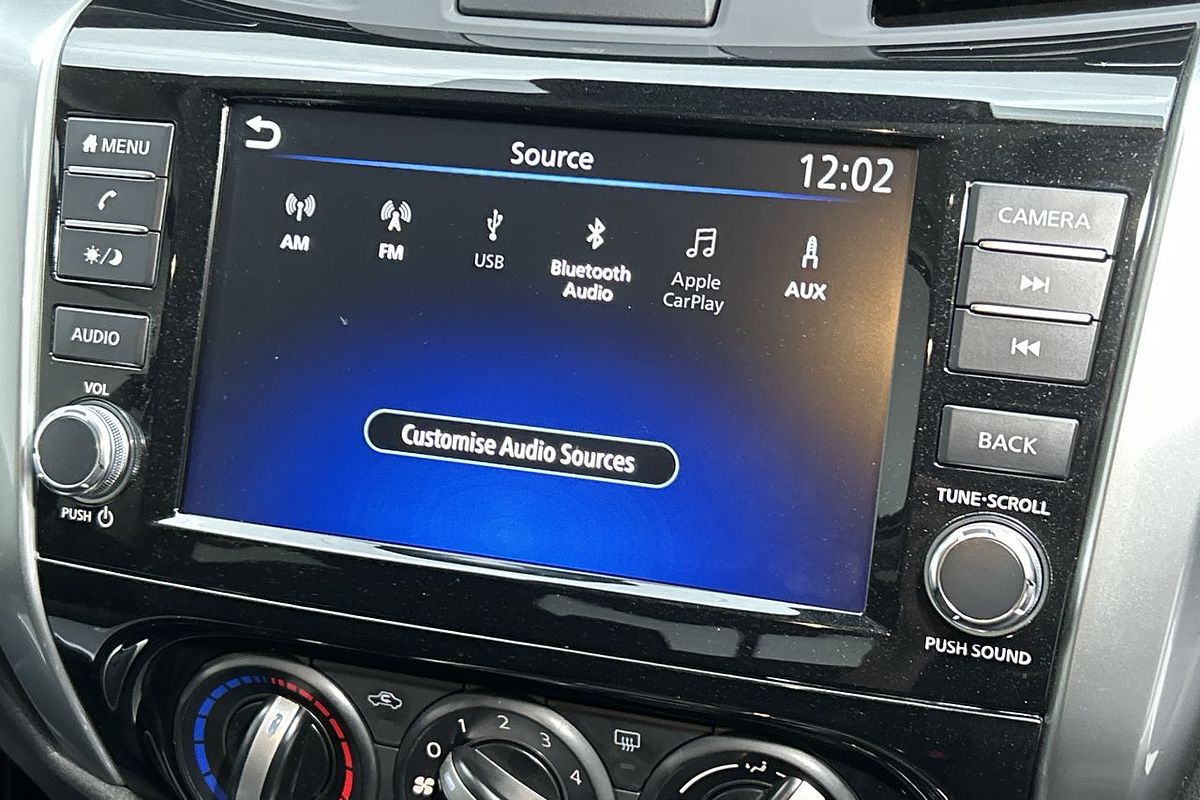 MENU
AUDIO
VOL
PUSH
Source
12:02
AM
FM
USB
Bluetooth
Audio
Apple
CarPlay
AUX
Customise Audio Sources
CAMERA
BACK
TUNE·SCROLL
PUSH SOUND
0
1
2
3
4